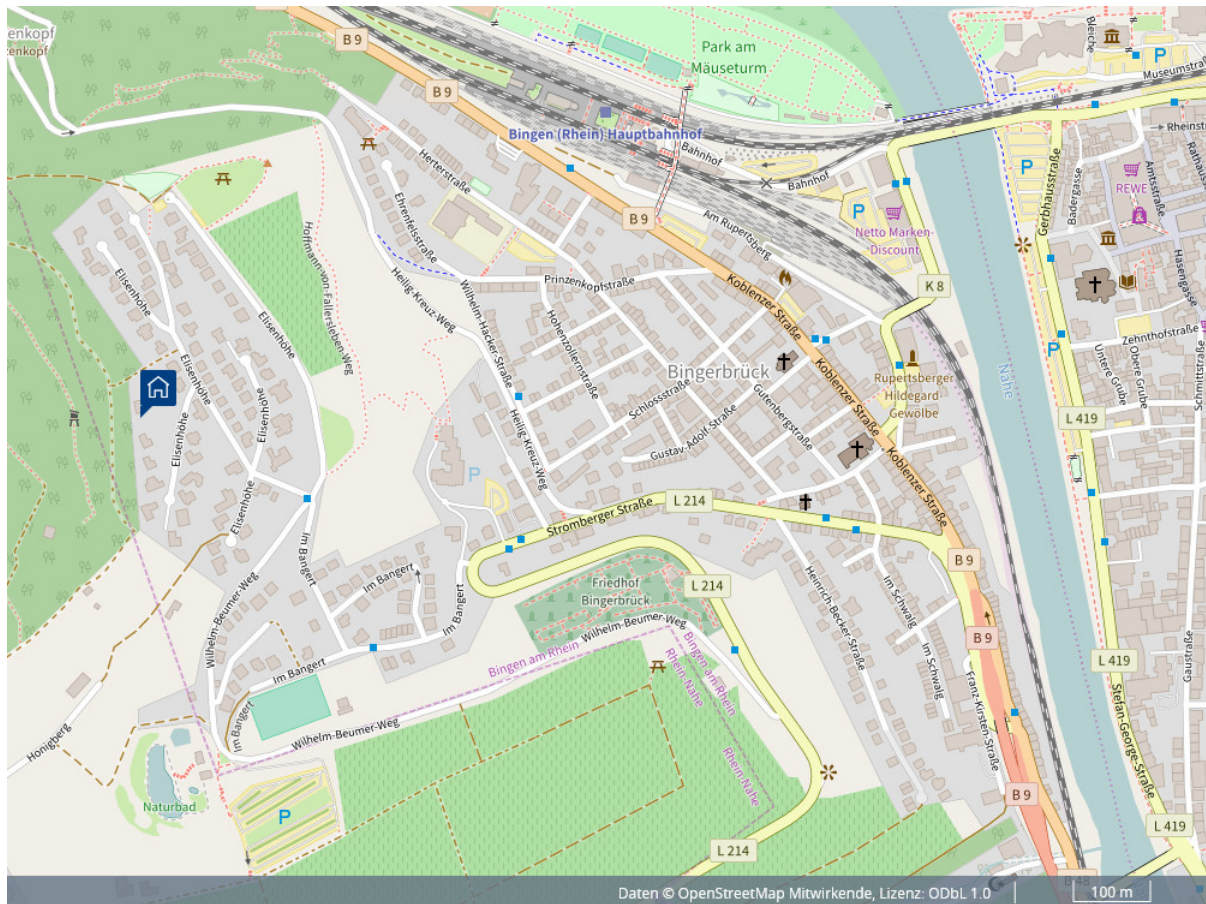 enkopf
zenkopf
B 9
B 9
Park am
Mäuseturm
Bleiche
P
Museumstraß
Bingen (Rhein) Hauptbahnhof
Bahnhof
Bahnhof
Herterstraße
Ehrenfelsstraße
B 9
Am Rupertsberg
P
Netto Marken-
Discount
K 8
P
Gerbhausstraße
Badergasse
REWE
Amtsstraße
Rheinstr
Rathauss
Hasengasse
Hoffmann-von-Fallersleben-Weg
Heilig-Kreuz-Weg
Wilhelm-Hacker-Straße
Prinzenkopfstraße
Koblenzer Straße
Elisenhöhe
Elisenhöhe
Elisenhöhe
Elisenhöhe
Elisenhöhe
Elisenhöhe
Hohenzollernstraße
Bingerbrück
Schlossstraße
Gustav-Adolf-Straße
Gutenbergstraße
Koblenzer Straße
Koblenzer Straße
Rupertsberger
Hildegard
Gewölbe
Nahe
P
Zehnthofstraße
Untere Grube
Obere Grube
Schmittstraße
L 419
Heilig-Kreuz-Weg
P
Stromberger Straße
L 214
L 214
B 9
Im Bangert
Im Bangert
Im Bangert
Im Bangert
Im Bangert
Wilhelm-Beumer-Weg
Friedhof
Bingerbrück
Wilhelm-Beumer-Weg
Bingen am Rhein
Bingen am Rhein
Rhein-Nahe
Rhein-Nahe
Heinrich-Becker-Straße
Im Schwalg
Im Schwalg
B 9
Franz-Kirsten-Straße
L 419
Gaustraße
Stefan-George-Straße
Honigberg
Wilhelm-Beumer-Weg
Naturbad
P
B 9
L 214
L 419
B 48
Daten © OpenStreetMap Mitwirkende, Lizenz: ODbL 1.0
100 m